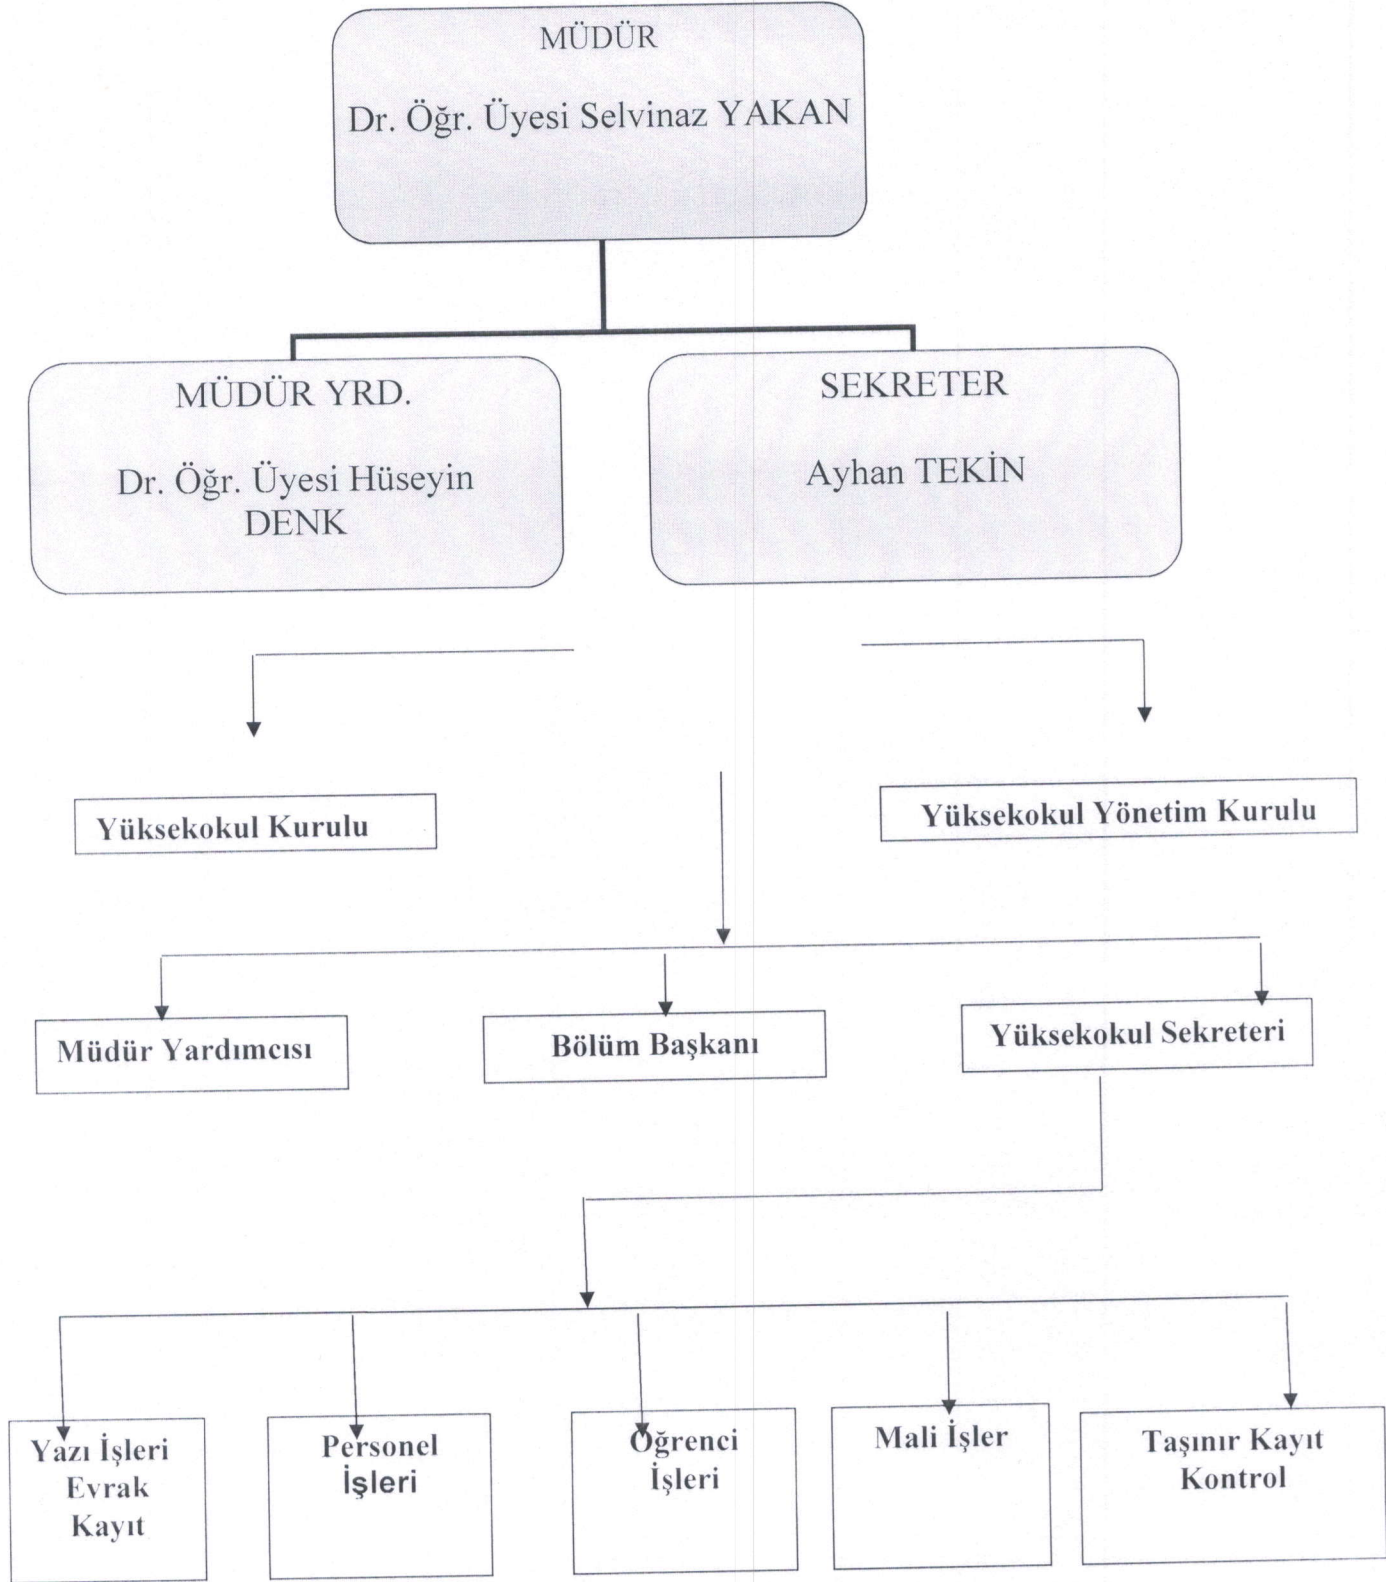 MÜDÜR
Dr. Öğr. Üyesi Selvinaz YAKAN
MÜDÜR YRD.
Dr. Öğr. Üyesi Hüseyin
DENK
SEKRETER
Ayhan TEKİN
Yüksekokul Kurulu
Yüksekokul Yönetim Kurulu
Müdür Yardımcısı
Bölüm Başkanı
Yüksekokul Sekreteri
Yazı İşleri
Evrak
Kayıt
Personel
İşleri
Öğrenci
İşleri
Mali İşler
Taşınır Kayıt
Kontrol